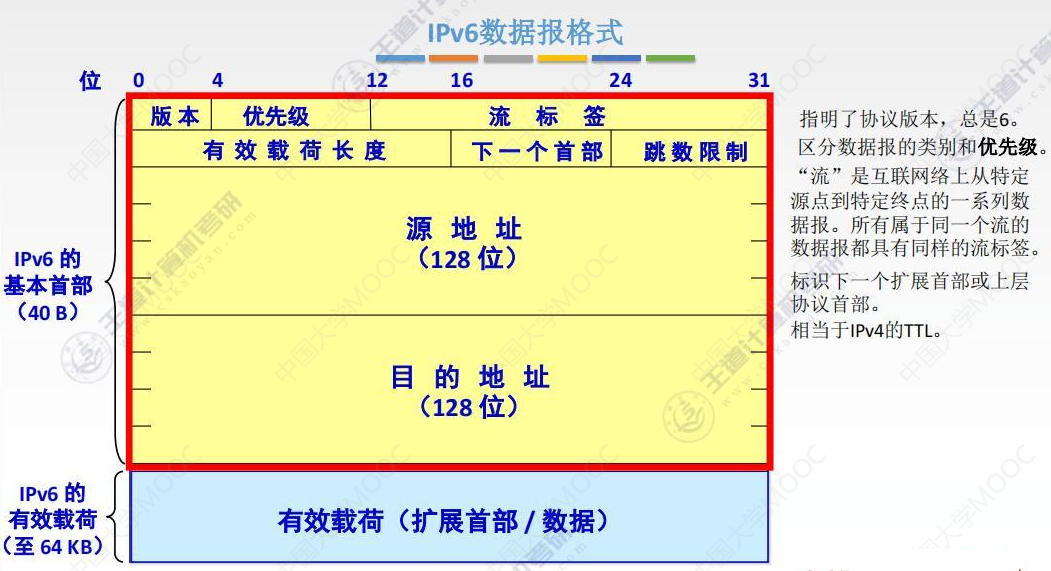 IPv6数据报格式
位 0 4 12 16 24 31
版本 优先级 流 标 签
有效载荷长度 下一个首部 跳数限制
源 地 址
（128 位）
目 的 地 址
（128 位）
有效载荷（扩展首部 / 数据）
IPv6 的
基本首部
（40 B）
IPv6 的
有效载荷
（至 64 KB）
指明了协议版本，总是6。
区分数据报的类别和优先级。
“流”是互联网络上从特定
源点到特定终点的一系列数
据报。所有属于同一个流的
数据报都具有同样的流标签。
标识下一个扩展首部或上层
协议首部。
相当于IPv4的TTL。
王道计算机考研
www.cskaoyan.com
中国大学MOOC